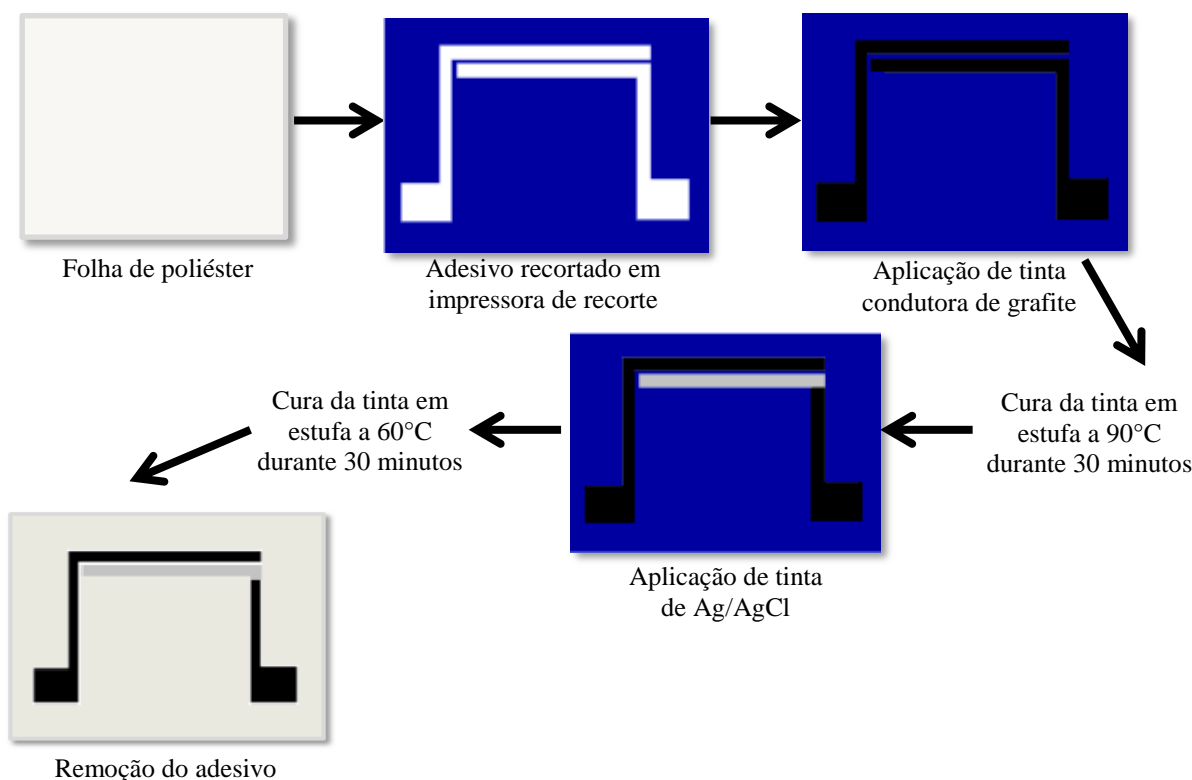 Folha de poliéster
Adesivo recortado em
impressora de recorte
Aplicação de tinta
condutora de grafite
Cura da tinta em
estufa a 90°C
durante 30 minutos
Aplicação de tinta
de Ag/AgCl
Cura da tinta em
estufa a 60°C
durante 30 minutos
Remoção do adesivo